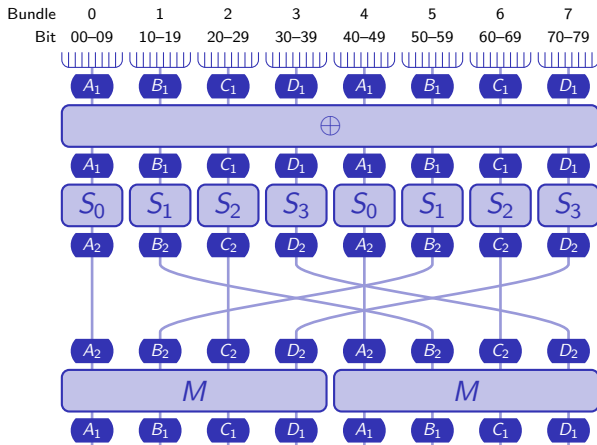 Bundle 0 1 2 3 4 5 6 7
Bit 00–09 10–19 20–29 30–39 40–49 50–59 60–69 70–79
A₁ B₁ C₁ D₁ A₁ B₁ C₁ D₁
⊕
A₁ B₁ C₁ D₁ A₁ B₁ C₁ D₁
S₀ S₁ S₂ S₃ S₀ S₁ S₂ S₃
A₂ B₂ C₂ D₂ A₂ B₂ C₂ D₂
A₂ B₂ C₂ D₂ A₂ B₂ C₂ D₂
M M
A₁ B₁ C₁ D₁ A₁ B₁ C₁ D₁